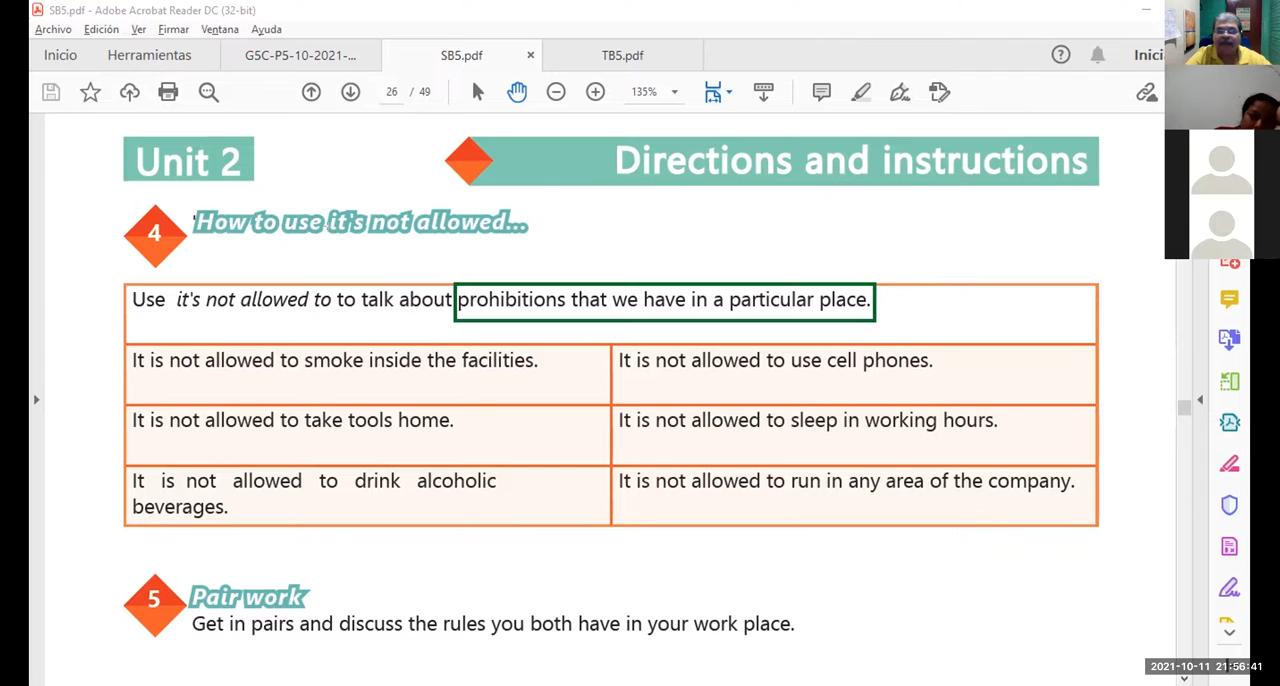 SB5.pdf - Adobe Acrobat Reader DC (32-bit)
Archivo Edición Ver Firmar Ventana Ayuda
Inicio Herramientas G5C-P5-10-2021-... SB5.pdf × TB5.pdf Inici
26 / 49 135%
Unit 2 Directions and instructions
4 How to use it's not allowed...
Use it's not allowed to to talk about prohibitions that we have in a particular place.
It is not allowed to smoke inside the facilities. It is not allowed to use cell phones.
It is not allowed to take tools home. It is not allowed to sleep in working hours.
It is not allowed to drink alcoholic It is not allowed to run in any area of the company.
beverages.
5 Pair work
Get in pairs and discuss the rules you both have in your work place.
2021-10-11 21:56:41